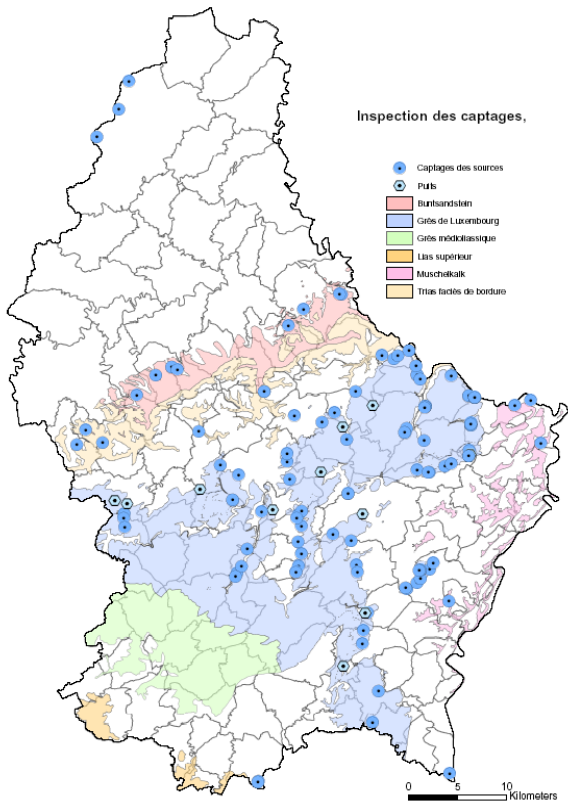 Inspection des captages,
Captages des sources
Puits
Buntsandstein
Grès de Luxembourg
Grès médioliassique
Lias supérieur
Muschelkalk
Trias faciès de bordure
0 5 10
Kilometers